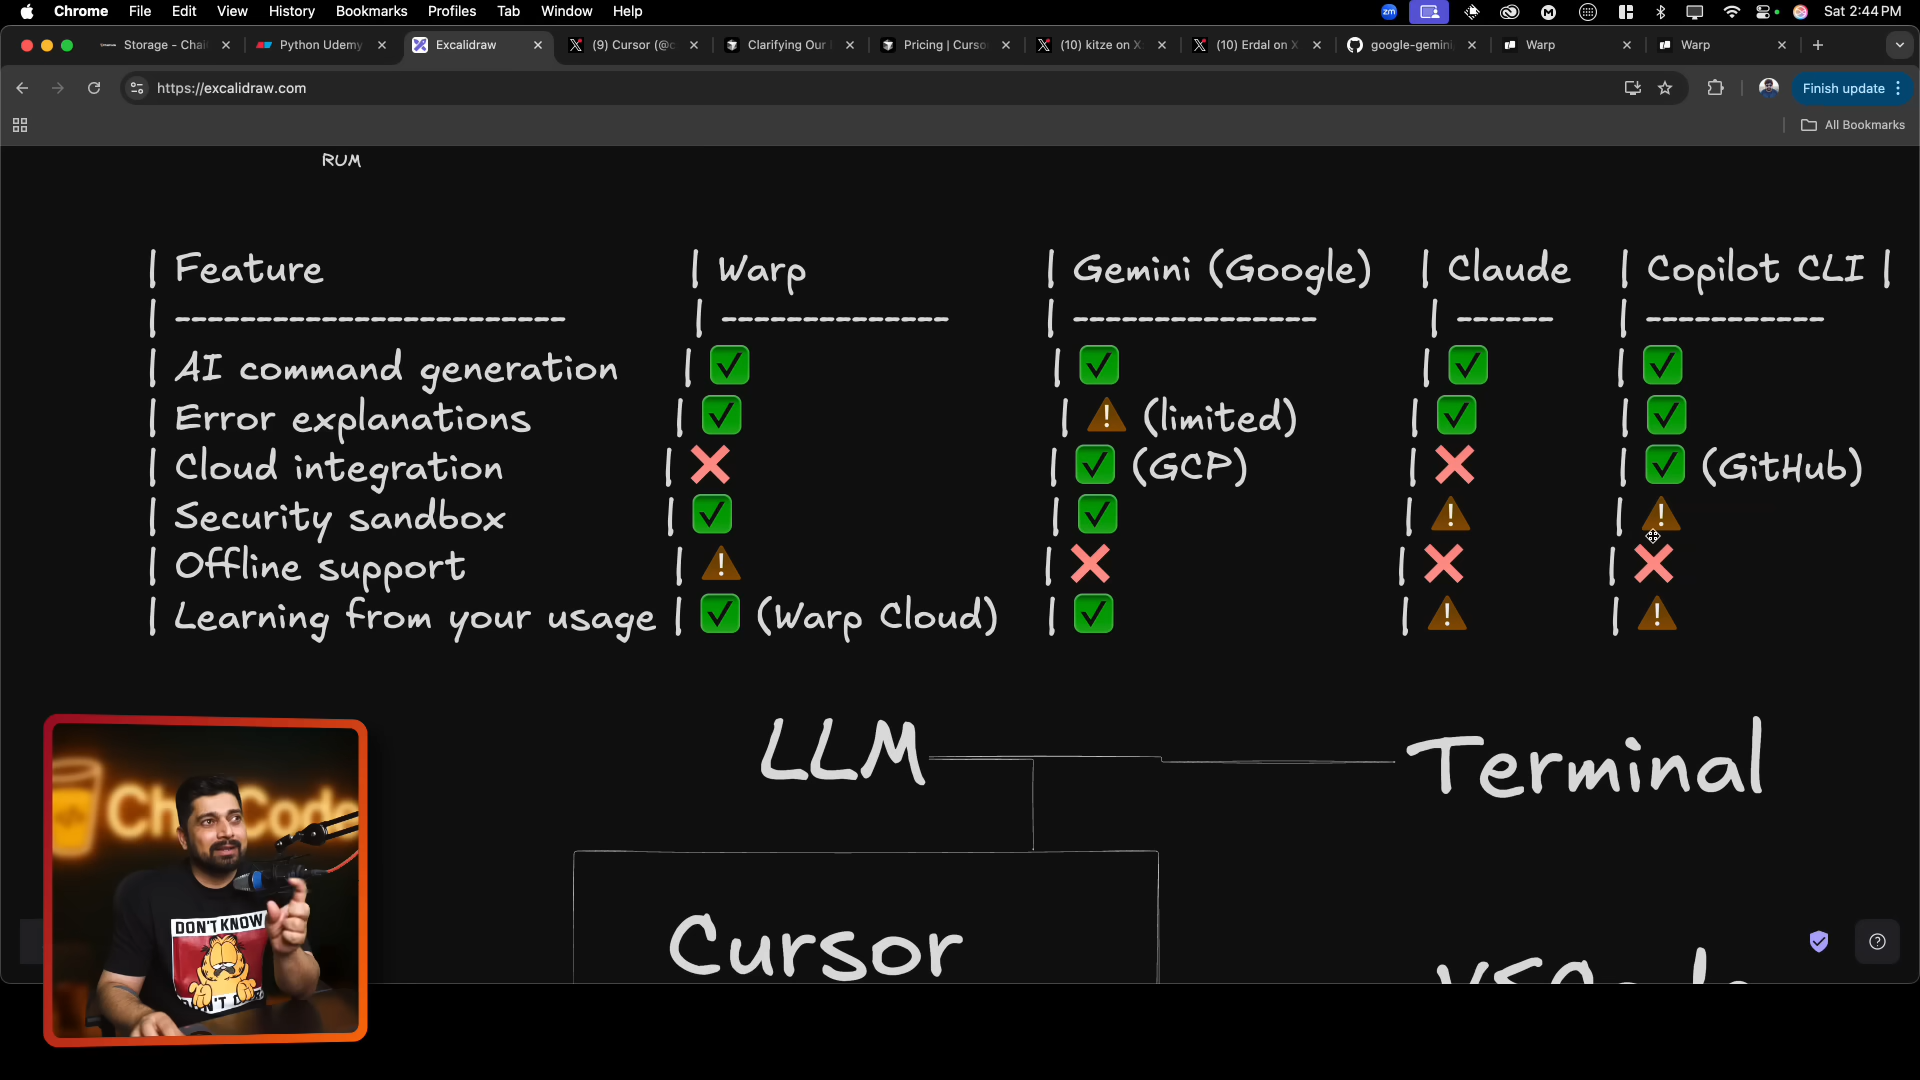 Chrome File Edit View History Bookmarks Profiles Tab Window Help zm Sat 2:44 PM
Storage - Chai Python Udemy Excalidraw (9) Cursor (@c Clarifying Our Pricing | Curso (10) kitze on X (10) Erdal on X google-gemini Warp Warp
https://excalidraw.com Finish update
All Bookmarks
RUM
| Feature | Warp | Gemini (Google) | Claude | Copilot CLI |
| ------------------------ | -------------- | --------------- | ------ | ----------- |
| AI command generation | ✅ | ✅ | ✅ | ✅
| Error explanations | ✅ | ⚠️ (limited) | ✅ | ✅
| Cloud integration | ❌ | ✅ (GCP) | ❌ | ✅ (GitHub)
| Security sandbox | ✅ | ✅ | ⚠️ | ⚠️
| Offline support | ⚠️ | ❌ | ❌ | ❌
| Learning from your usage | ✅ (Warp Cloud) | ✅ | ⚠️ | ⚠️
LLM Terminal
Cursor
DON'T KNOW